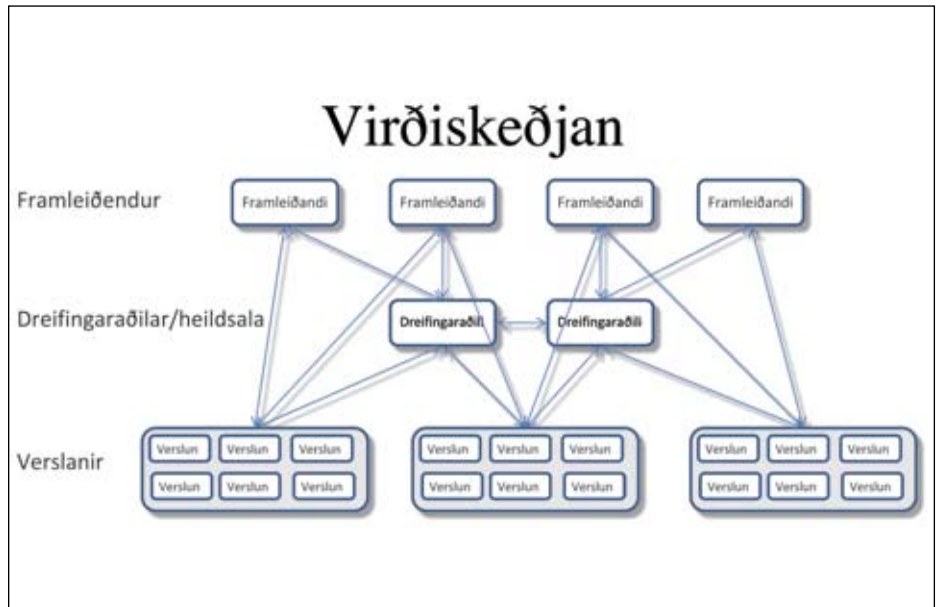 Virðiskeðjan
Framleiðendur
Framleiðandi Framleiðandi Framleiðandi Framleiðandi
Dreifingaraðilar/heildsala
Dreifingaraðili Dreifingaraðili
Verslanir
Verslun Verslun Verslun Verslun Verslun Verslun Verslun Verslun Verslun
Verslun Verslun Verslun Verslun Verslun Verslun Verslun Verslun Verslun